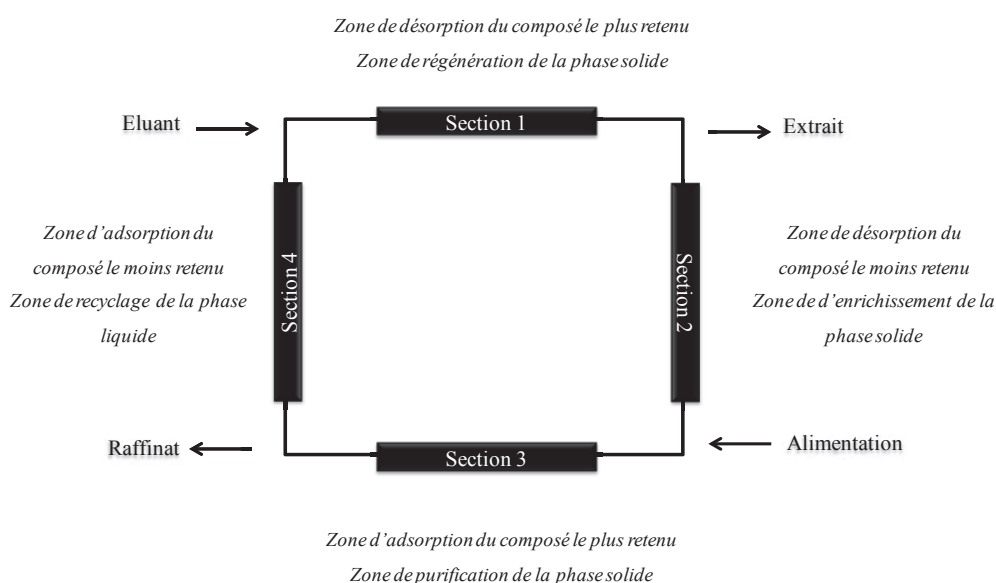 Zone de désorption du composé le plus retenu
Zone de régénération de la phase solide
Eluant
Section 1
Extrait
Zone d'adsorption du
composé le moins retenu
Zone de recyclage de la phase
liquide
Section 4
Section 2
Zone de désorption du
composé le moins retenu
Zone de d'enrichissement de la
phase solide
Raffinat
Section 3
Alimentation
Zone d'adsorption du composé le plus retenu
Zone de purification de la phase solide